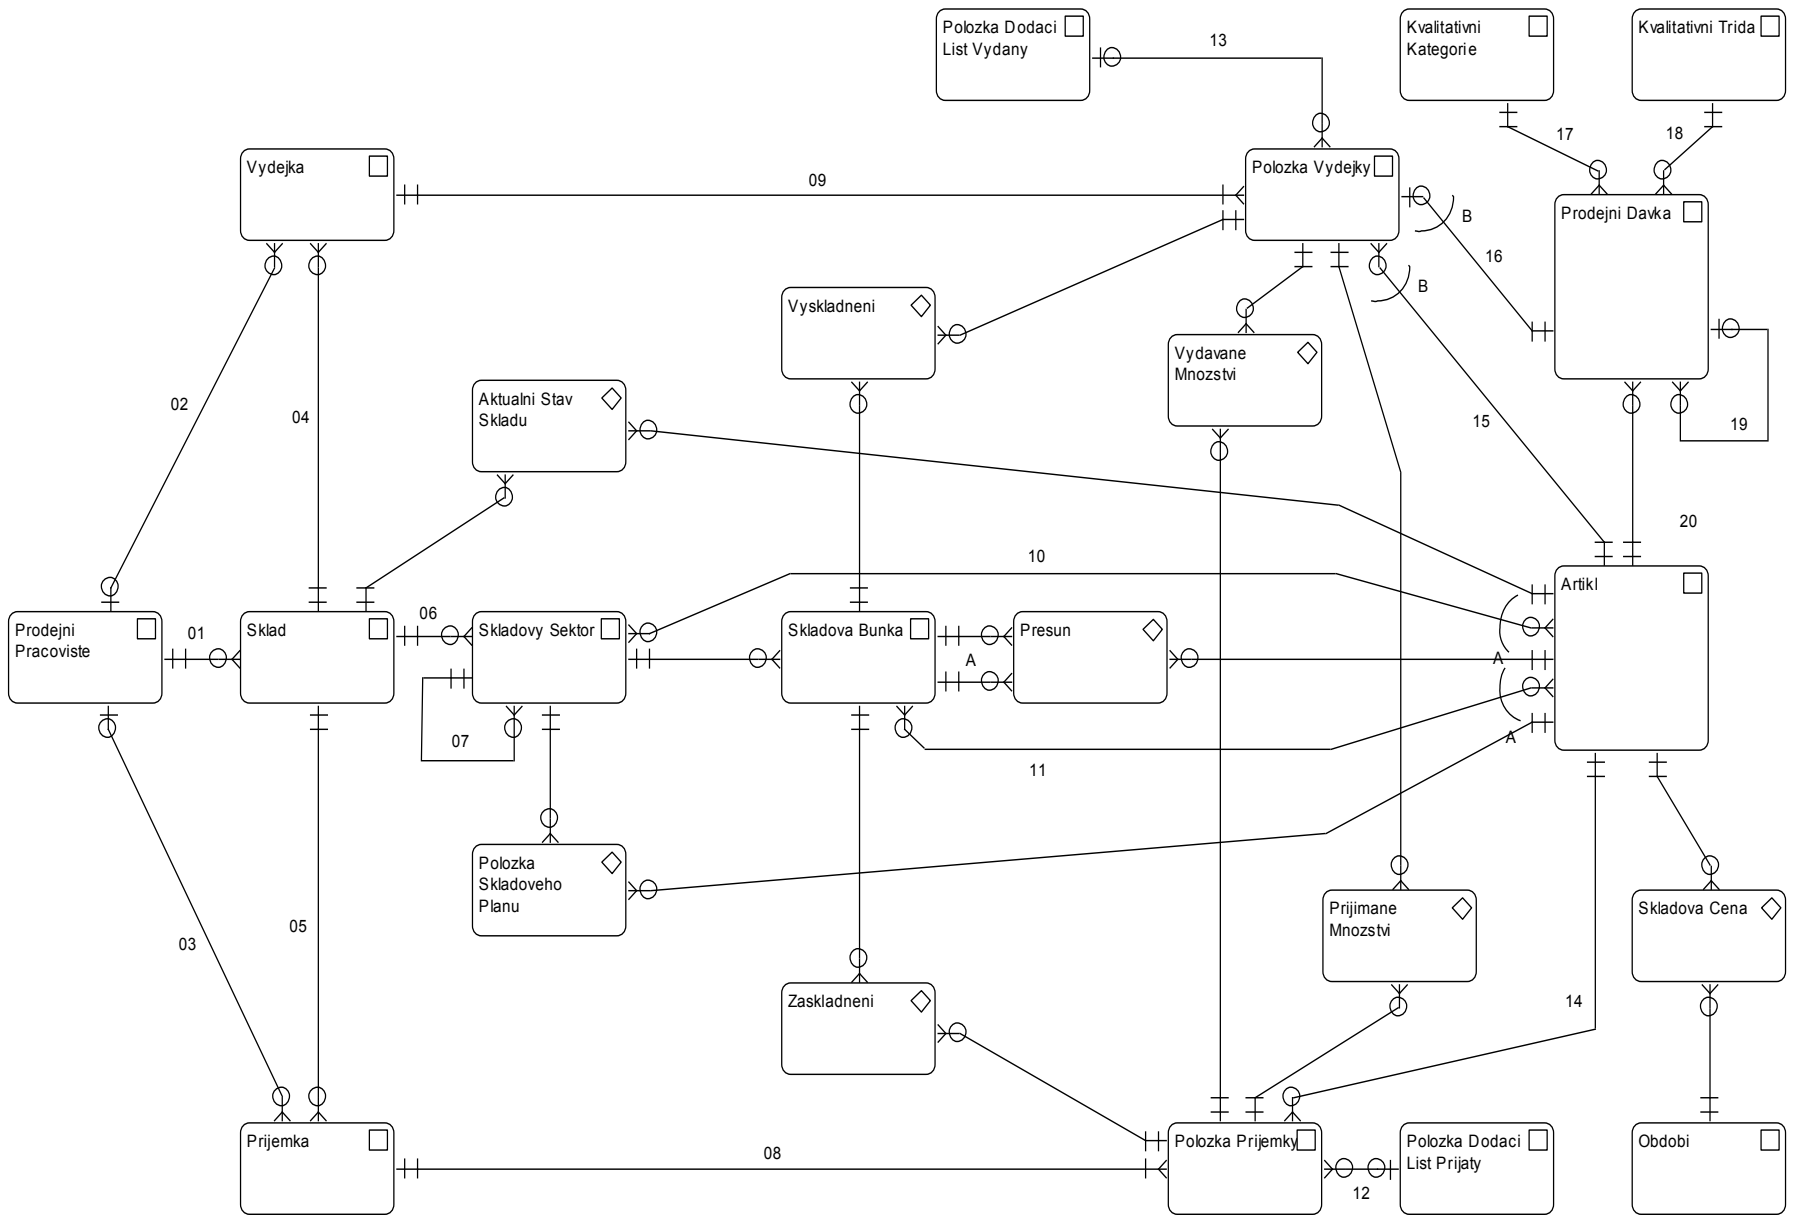 Polozka Dodaci
List Vydany
13
Kvalitativni
Kategorie
Kvalitativni Trida
17
18
Vydejka
09
Polozka Vydejky
B
16
Prodejni Davka
B
Vyskladneni
Vydavane
Mnozstvi
02
04
Aktualni Stav
Skladu
15
19
20
10
Artikl
Prodejni
Pracoviste
01
Sklad
06
Skladovy Sektor
Skladova Bunka
A
Presun
A
07
11
A
Polozka
Skladoveho
Planu
03
05
Prijimane
Mnozstvi
Skladova Cena
Zaskladneni
14
Prijemka
08
Polozka Prijemky
12
Polozka Dodaci
List Prijaty
Obdobi